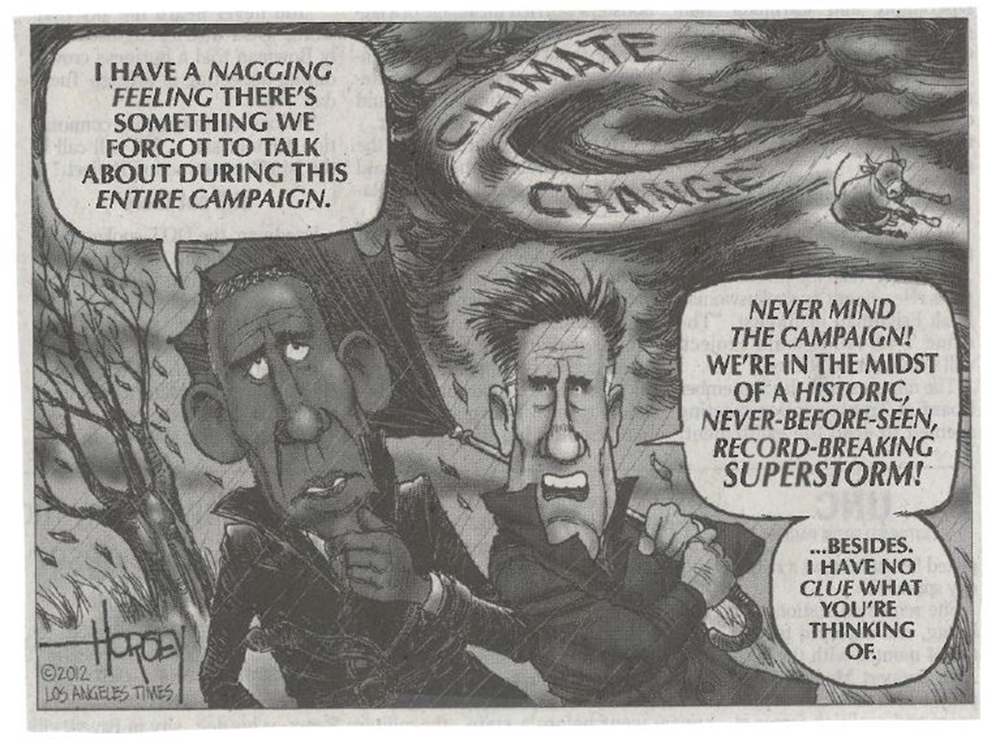 I HAVE A NAGGING
FEELING THERE'S
SOMETHING WE
FORGOT TO TALK
ABOUT DURING THIS
ENTIRE CAMPAIGN.
CLIMATE
CHANGE
NEVER MIND
THE CAMPAIGN!
WE'RE IN THE MIDST
OF A HISTORIC,
NEVER-BEFORE-SEEN,
RECORD-BREAKING
SUPERSTORM!
...BESIDES.
I HAVE NO
CLUE WHAT
YOU'RE
THINKING
OF.
HORSEY
©2012
LOS ANGELES TIMES